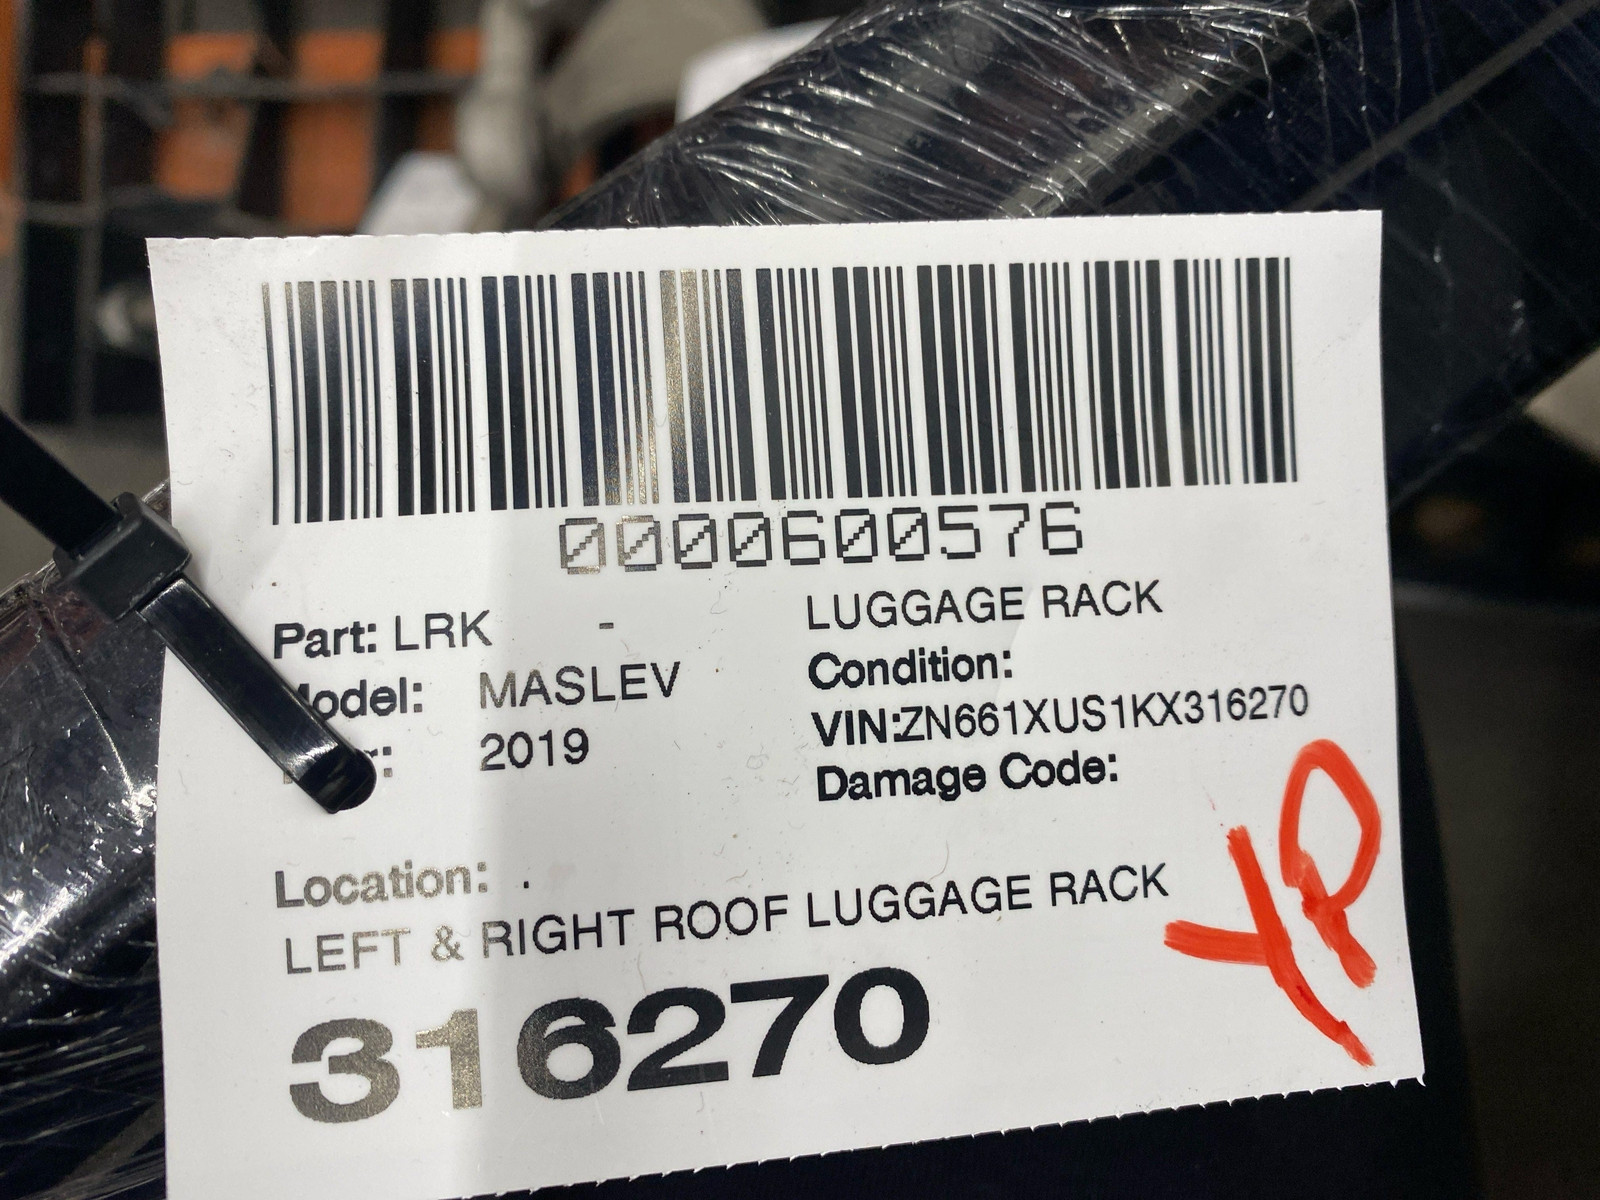 0000600576
Part: LRK - LUGGAGE RACK
Model: MASLEV Condition:
2019 VIN:ZN661XUS1KX316270
Damage Code:
Location: .
LEFT & RIGHT ROOF LUGGAGE RACK
316270
YP